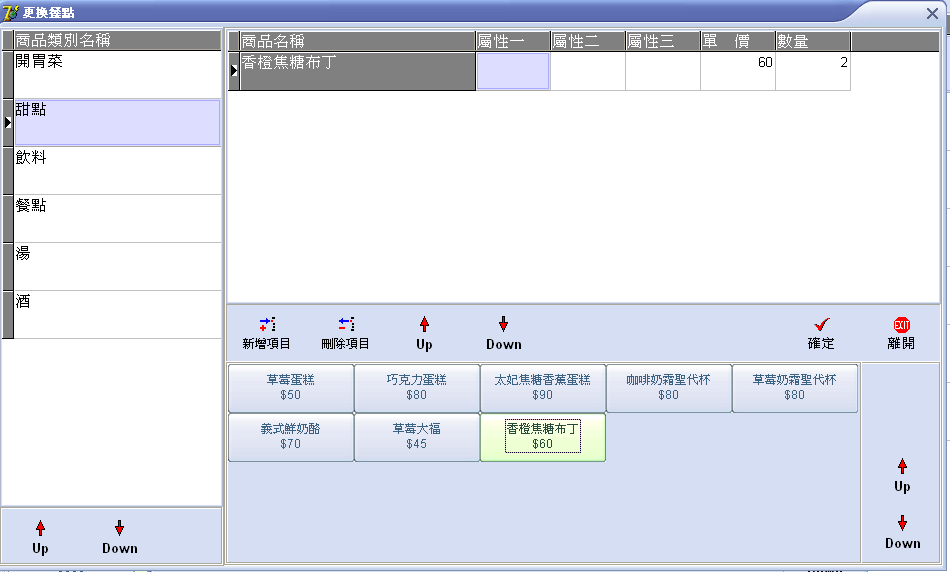 更換餐點
商品類別名稱
開胃菜
甜點
飲料
餐點
湯
酒
Up Down
商品名稱 屬性一 屬性二 屬性三 單 價 數量
香橙焦糖布丁 60 2
新增項目 刪除項目 Up Down 確定 EXIT 離開
草莓蛋糕 巧克力蛋糕 太妃焦糖香蕉蛋糕 咖啡奶霜聖代杯 草莓奶霜聖代杯
$50 $80 $90 $80 $80
義式鮮奶酪 草莓大福 香橙焦糖布丁
$70 $45 $60
Up
Down